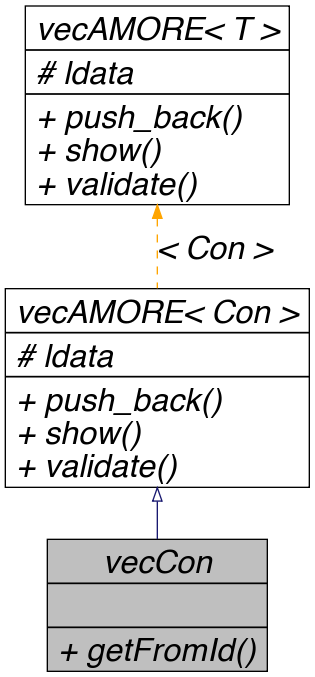 vecAMORE< T >
# ldata
+ push_back()
+ show()
+ validate()
< Con >
vecAMORE< Con >
# ldata
+ push_back()
+ show()
+ validate()
vecCon
+ getFromId()